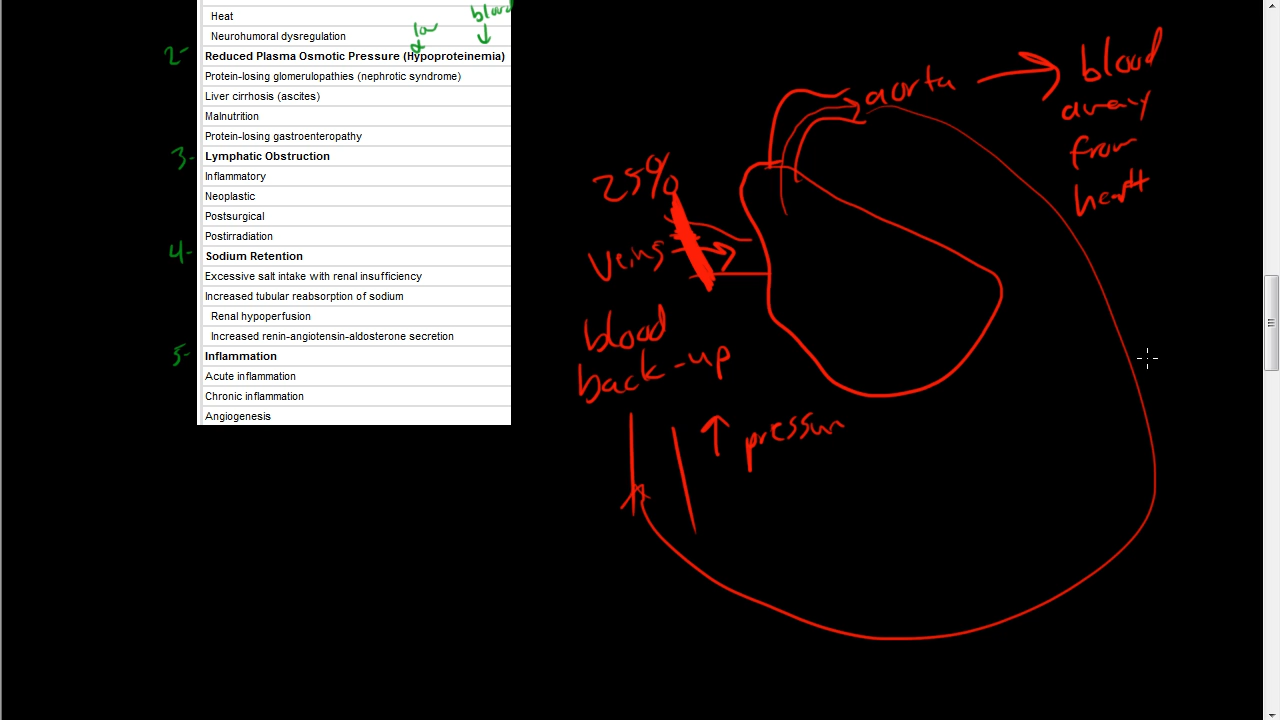 Heat
Neurohumoral dysregulation
low
blood
2-
Reduced Plasma Osmotic Pressure (Hypoproteinemia)
Protein-losing glomerulopathies (nephrotic syndrome)
Liver cirrhosis (ascites)
Malnutrition
Protein-losing gastroenteropathy
3-
Lymphatic Obstruction
Inflammatory
Neoplastic
Postsurgical
Postirradiation
4-
Sodium Retention
Excessive salt intake with renal insufficiency
Increased tubular reabsorption of sodium
Renal hypoperfusion
Increased renin-angiotensin-aldosterone secretion
5-
Inflammation
Acute inflammation
Chronic inflammation
Angiogenesis
aorta → blood
away
from
heart
25%
veins
blood
back-up
↑ pressure